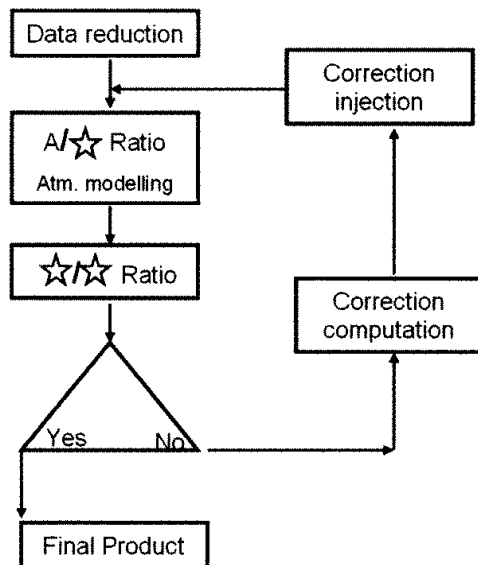 Data reduction
Correction
injection
A/☆ Ratio
Atm. modelling
☆/☆ Ratio
Correction
computation
Yes No
Final Product